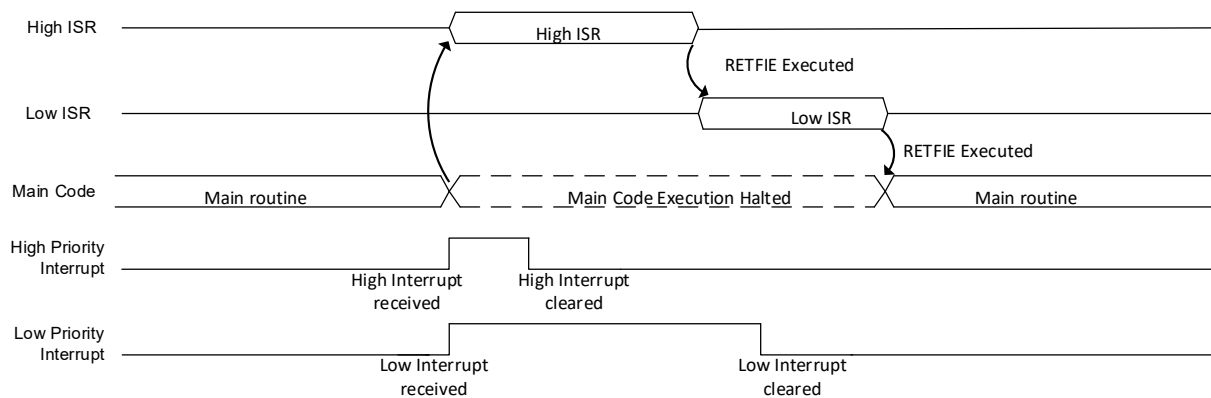 High ISR
High ISR
RETFIE Executed
Low ISR
Low ISR
RETFIE Executed
Main Code
Main routine
Main Code Execution Halted
Main routine
High Priority
Interrupt
High Interrupt
received
High Interrupt
cleared
Low Priority
Interrupt
Low Interrupt
received
Low Interrupt
cleared